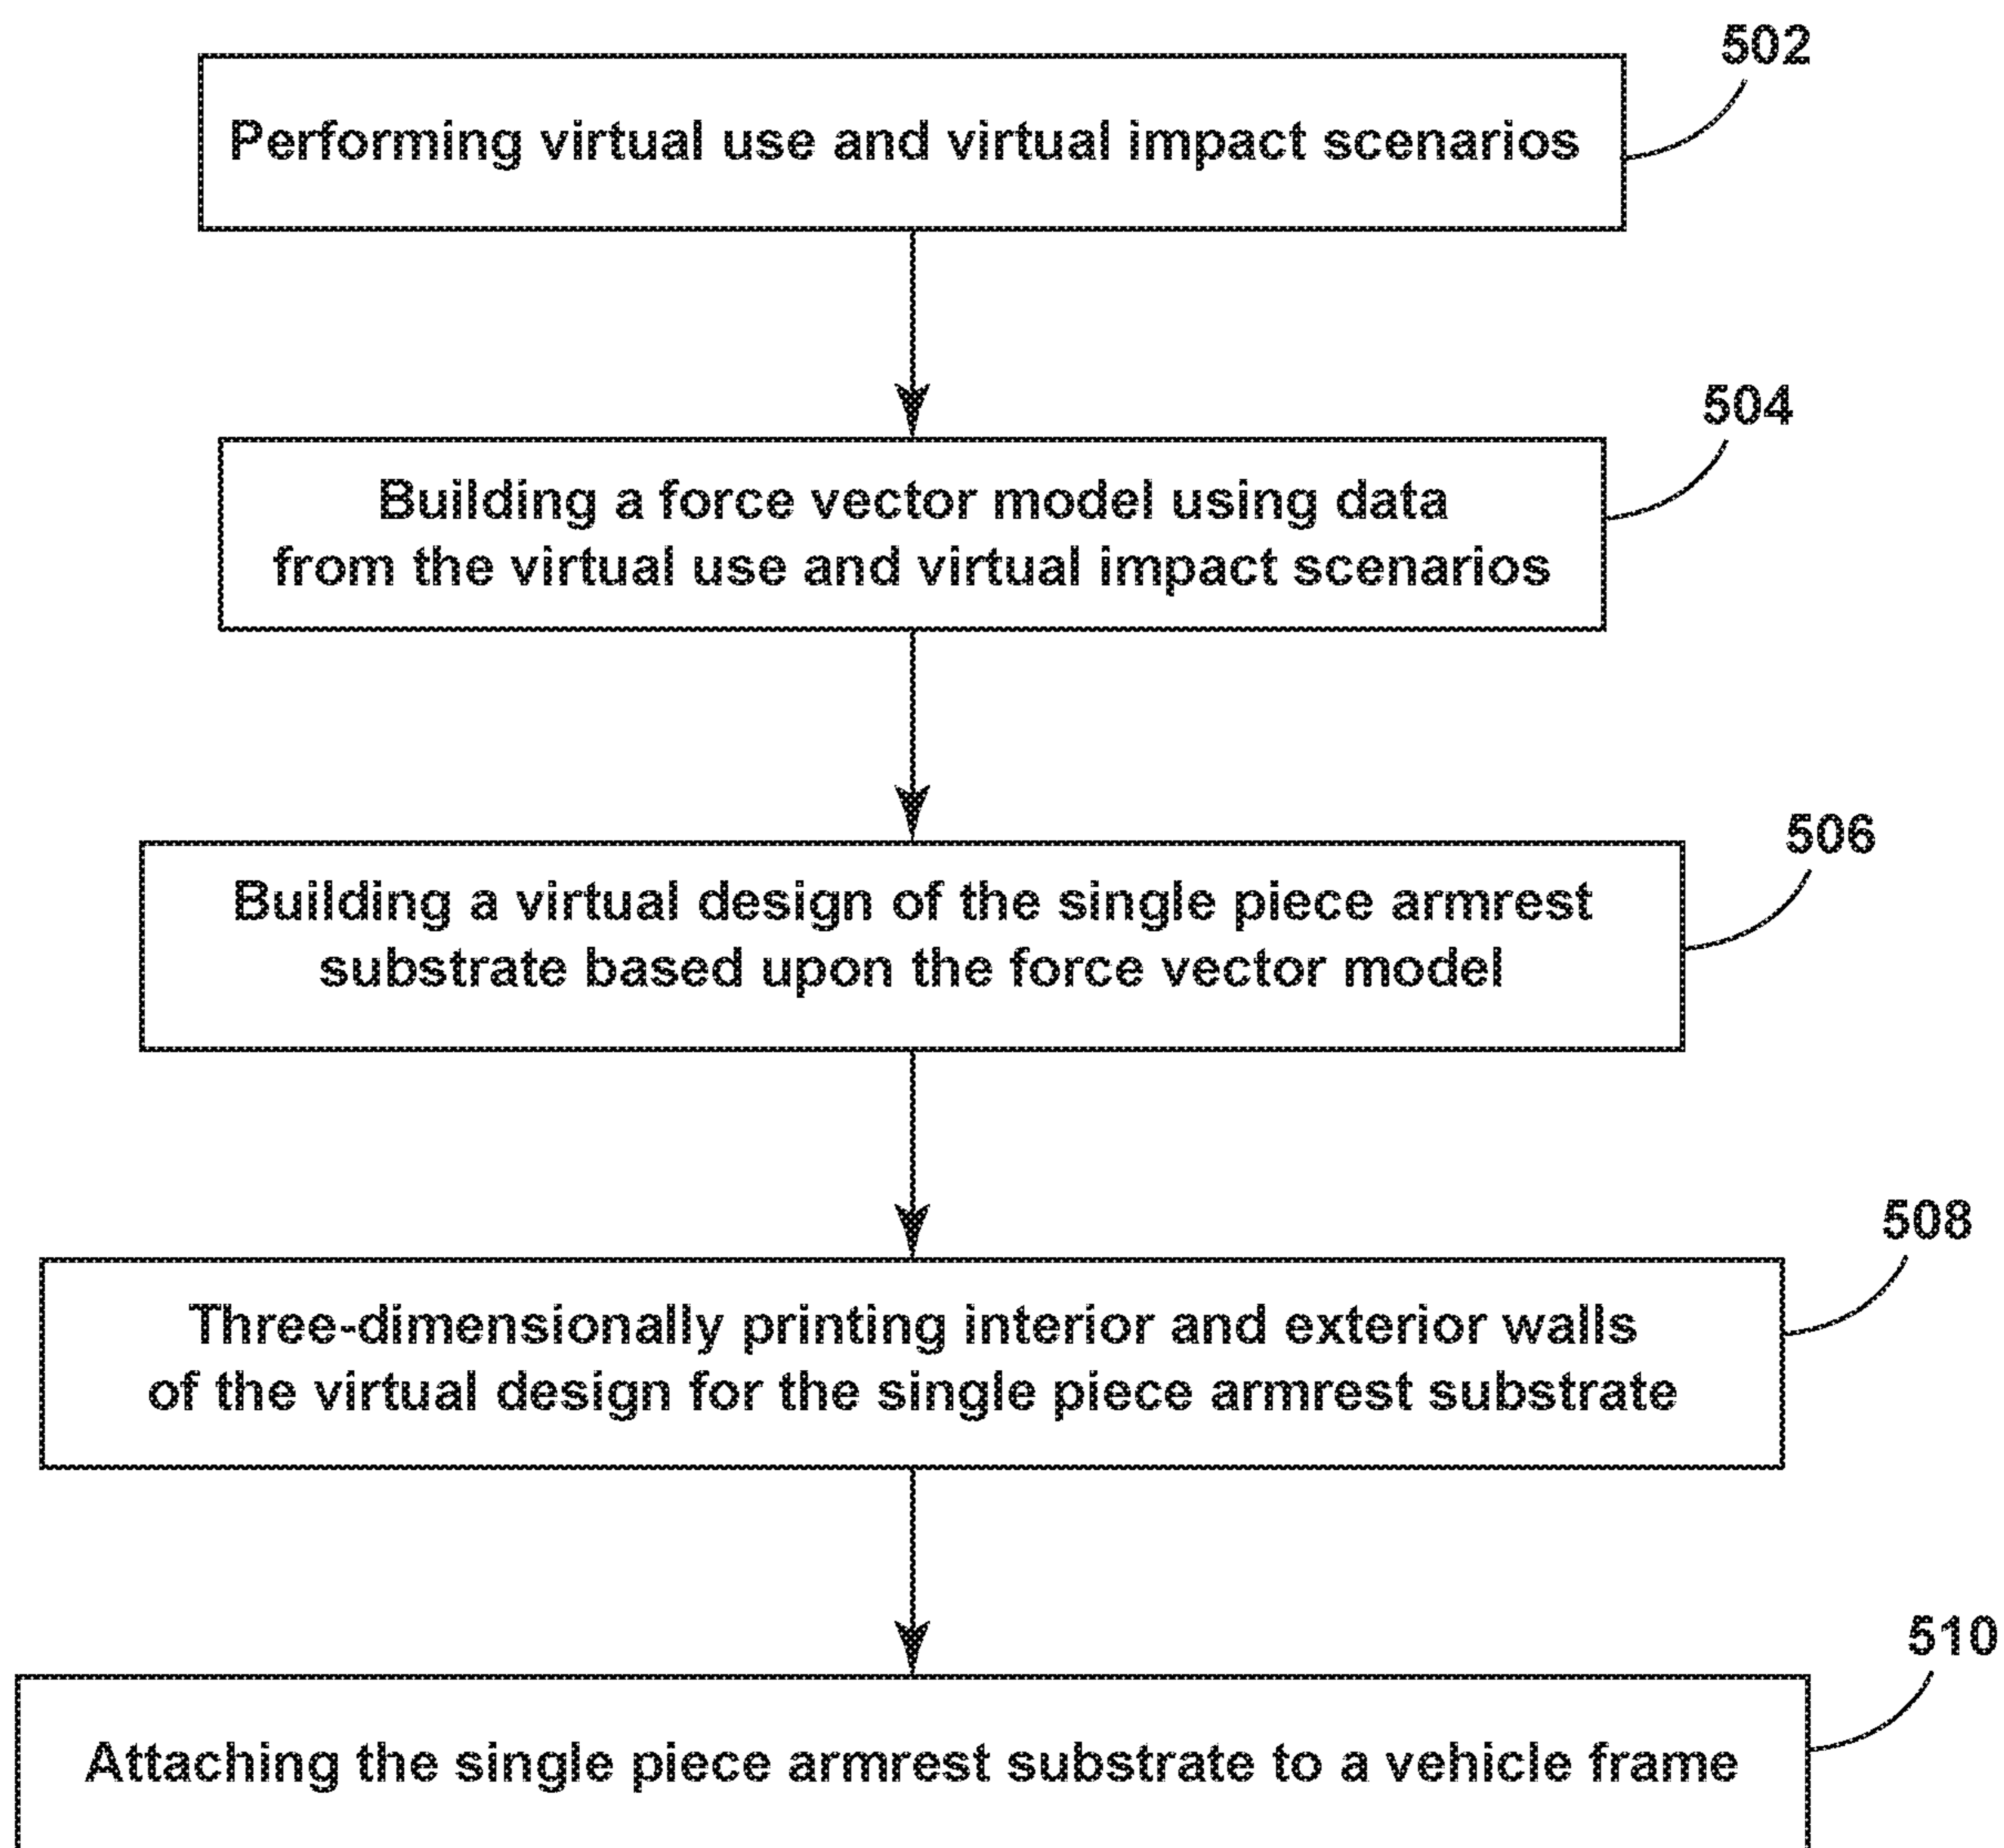 502
Performing virtual use and virtual impact scenarios
504
Building a force vector model using data
from the virtual use and virtual impact scenarios
506
Building a virtual design of the single piece armrest
substrate based upon the force vector model
508
Three-dimensionally printing interior and exterior walls
of the virtual design for the single piece armrest substrate
510
Attaching the single piece armrest substrate to a vehicle frame